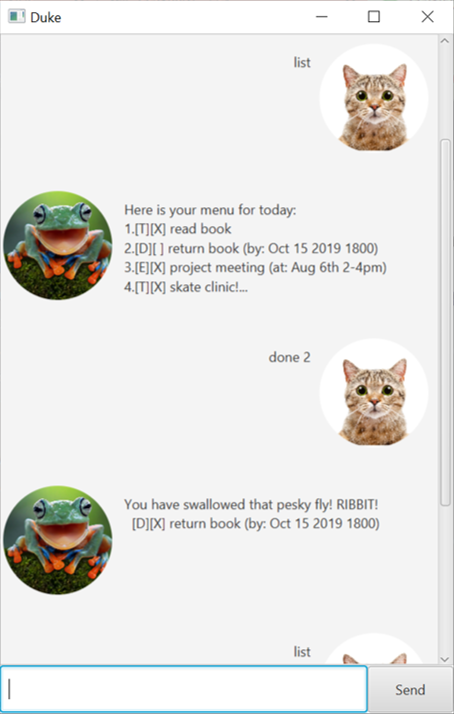 Duke
list
Here is your menu for today:
1.[T][X] read book
2.[D][ ] return book (by: Oct 15 2019 1800)
3.[E][X] project meeting (at: Aug 6th 2-4pm)
4.[T][X] skate clinic!...
done 2
You have swallowed that pesky fly! RIBBIT!
[D][X] return book (by: Oct 15 2019 1800)
list
Send